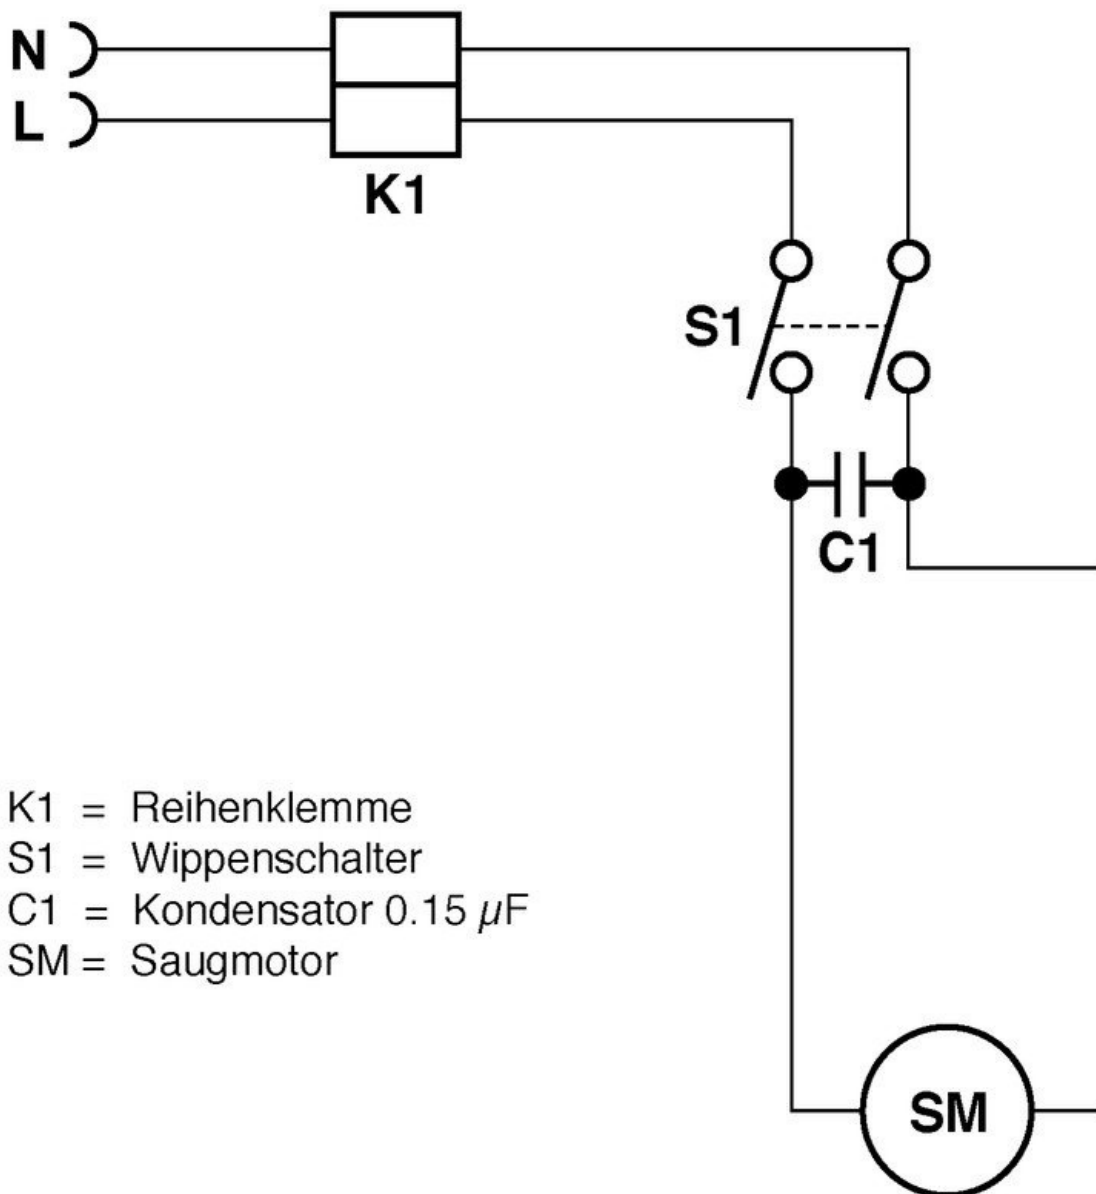 N
L
K1
S1
C1
K1 = Reihenklemme
S1 = Wippenschalter
C1 = Kondensator 0.15 µF
SM = Saugmotor
SM